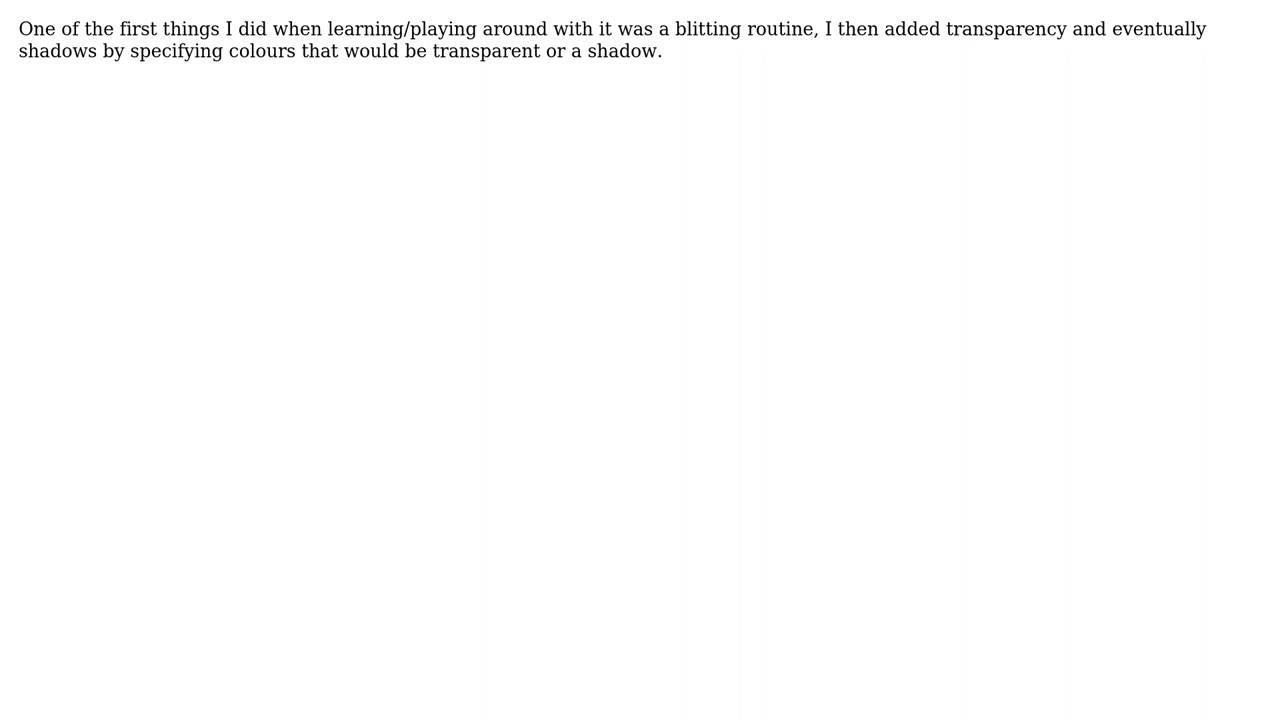 One of the first things I did when learning/playing around with it was a blitting routine, I then added transparency and eventually
shadows by specifying colours that would be transparent or a shadow.